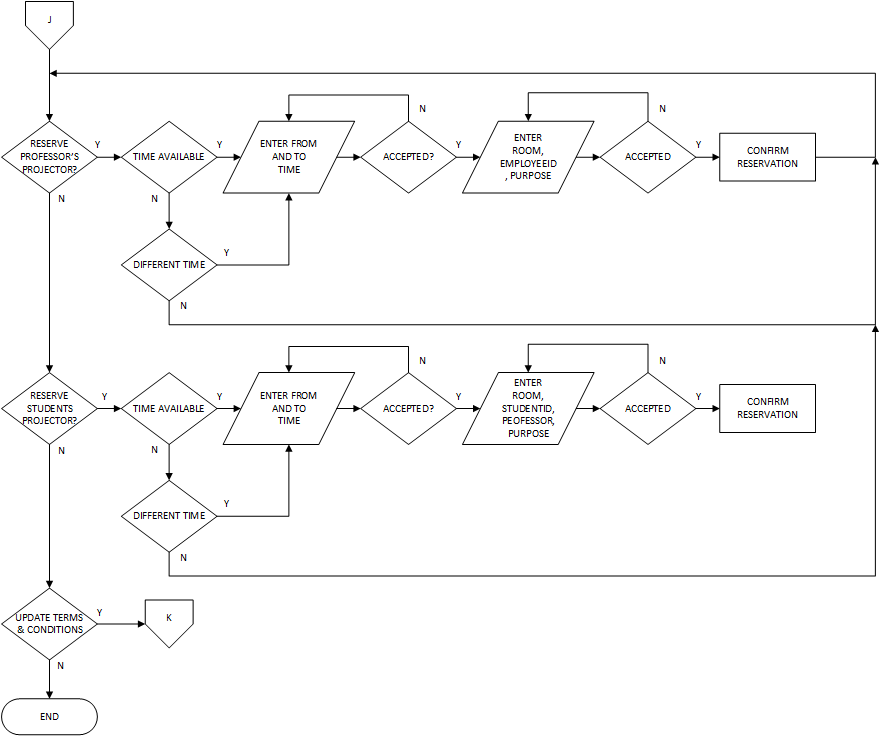 J
RESERVE
PROFESSOR'S
PROJECTOR?
Y
N
TIME AVAILABLE
Y
N
ENTER FROM
AND TO
TIME
ACCEPTED?
N
Y
ENTER
ROOM,
EMPLOYEEID
, PURPOSE
ACCEPTED
N
Y
CONFIRM
RESERVATION
DIFFERENT TIME
Y
N
RESERVE
STUDENTS
PROJECTOR?
Y
N
TIME AVAILABLE
Y
N
ENTER FROM
AND TO
TIME
ACCEPTED?
N
Y
ENTER
ROOM,
STUDENTID,
PEOFESSOR,
PURPOSE
ACCEPTED
N
Y
CONFIRM
RESERVATION
DIFFERENT TIME
Y
N
UPDATE TERMS
& CONDITIONS
Y
N
K
END